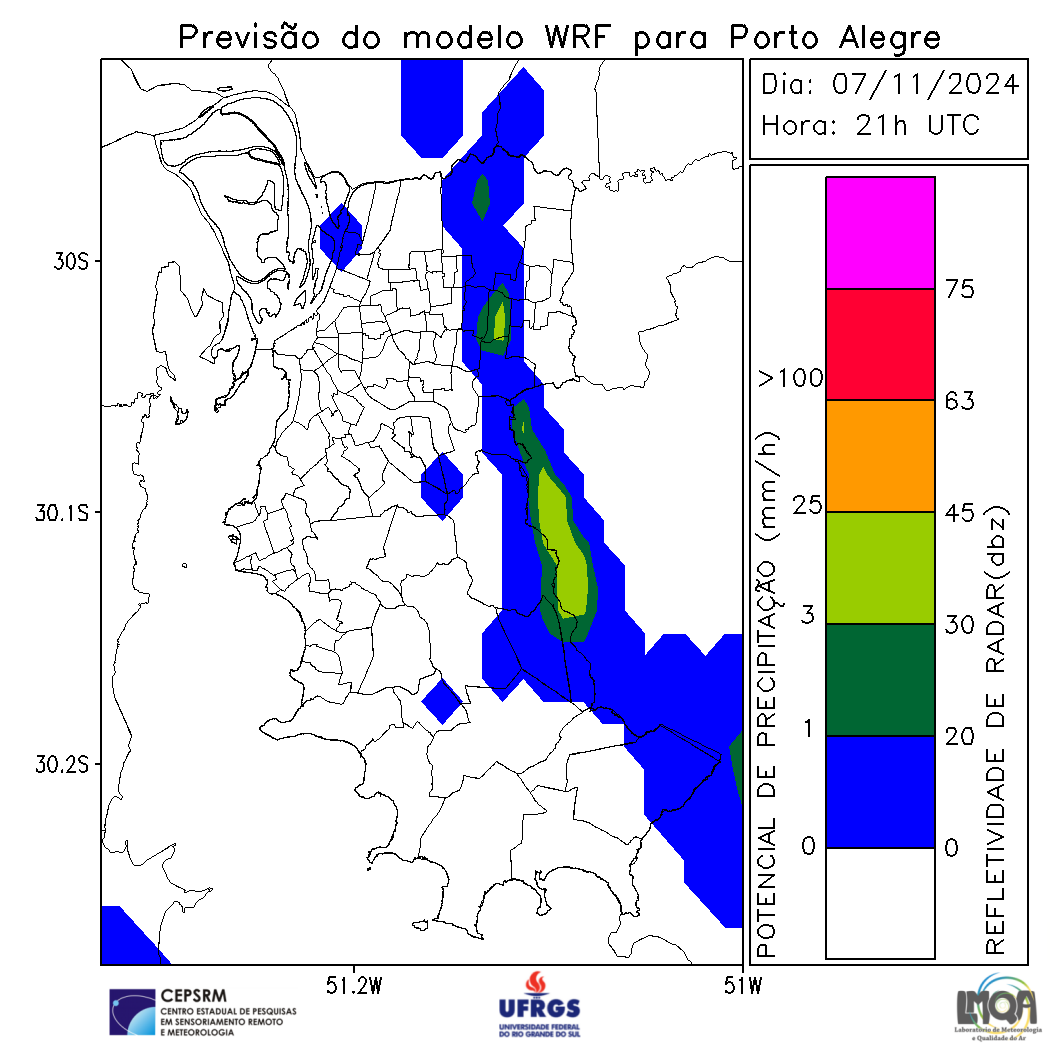 Previsão do modelo WRF para Porto Alegre
Dia: 07/11/2024
Hora: 21h UTC
30S
30.1S
30.2S
51.2W
51W
POTENCIAL DE PRECIPITAÇÃO (mm/h)
>100
25
3
1
0
75
63
45
30
20
0
REFLETIVIDADE DE RADAR(dbz)
CEPSRM
CENTRO ESTADUAL DE PESQUISAS
EM SENSORIAMENTO REMOTO
E METEOROLOGIA
UFRGS
UNIVERSIDADE FEDERAL
DO RIO GRANDE DO SUL
LMQA
Laboratório de Meteorologia
e Qualidade do Ar